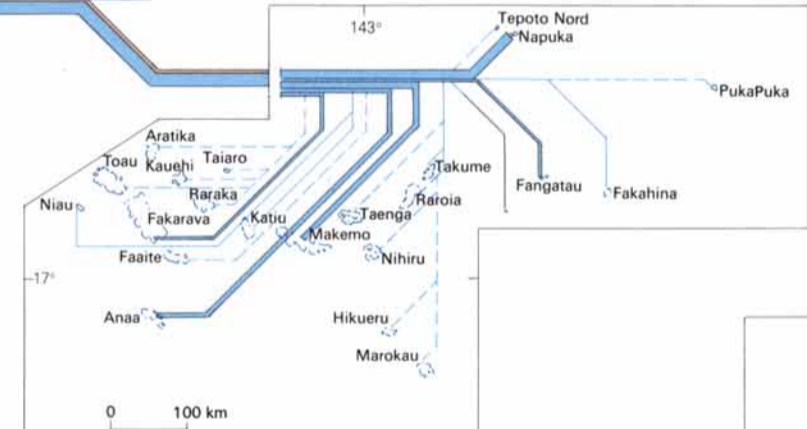 Tepoto Nord
143°
Napuka
PukaPuka
Aratika
Toau
Kauehi
Taiaro
Takume
Fangatau
Fakahina
Raraka
Raroia
Niau
Fakarava
Katiu
Taenga
Makemo
Faaite
Nihiru
17°
Anaa
Hikueru
Marokau
0 100 km